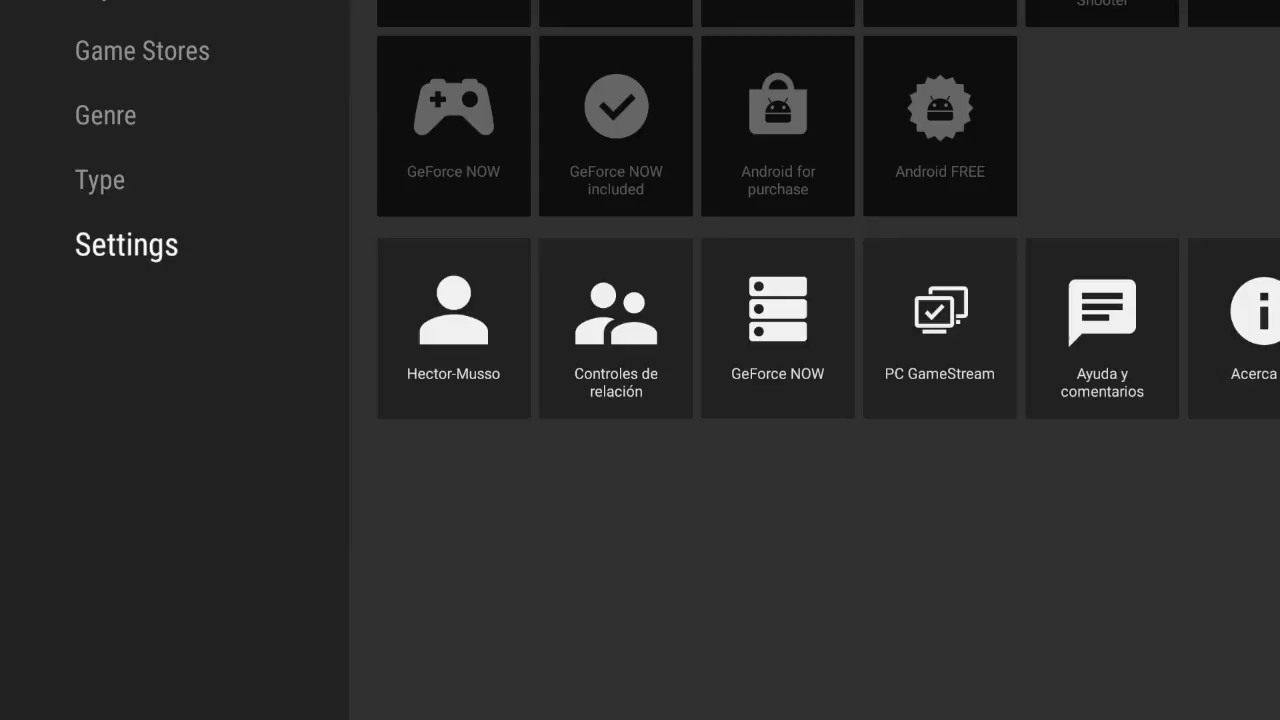 Shooter
Game Stores
Genre
Type
Settings
GeForce NOW
GeForce NOW
included
Android for
purchase
Android FREE
Hector-Musso
Controles de
relación
GeForce NOW
PC GameStream
Ayuda y
comentarios
Acerca